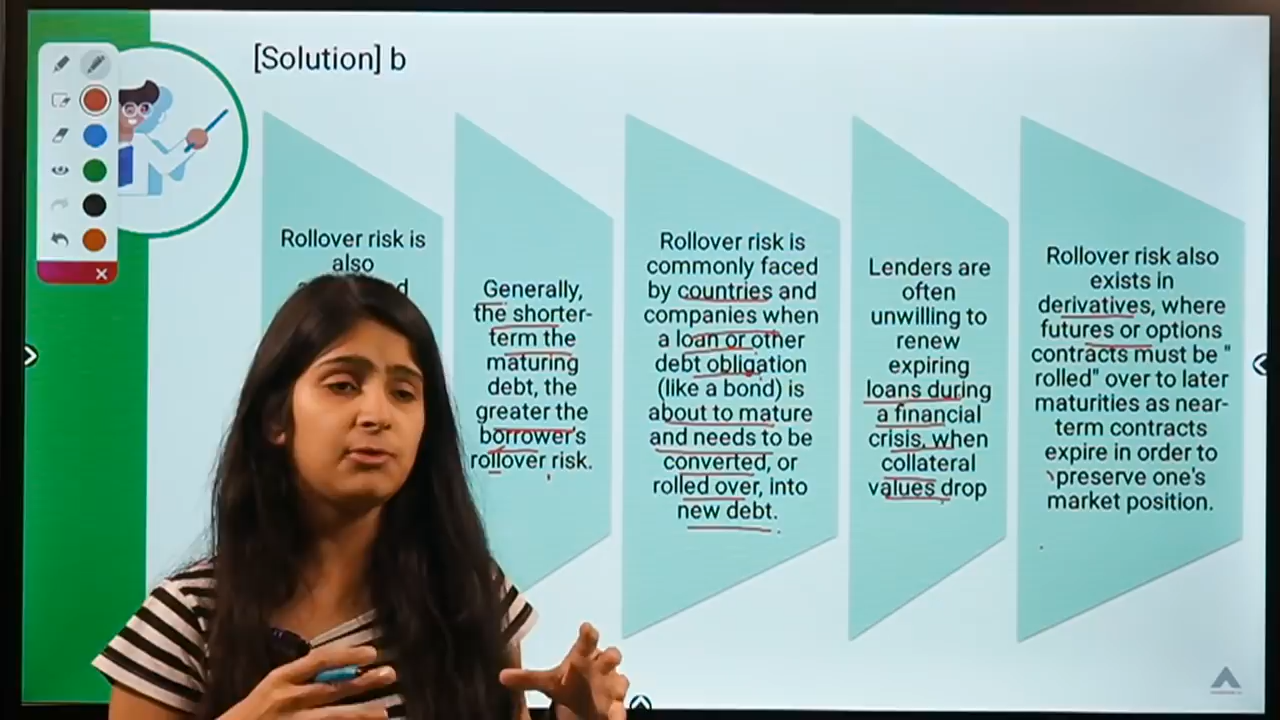 [Solution] b
Rollover risk is
also
Generally,
the shorter-
term the
maturing
debt, the
greater the
borrower's
rollover risk.
Rollover risk is
commonly faced
by countries and
companies when
a loan or other
debt obligation
(like a bond) is
about to mature
and needs to be
converted, or
rolled over, into
new debt.
Lenders are
often
unwilling to
renew
expiring
loans during
a financial
crisis, when
collateral
values drop
Rollover risk also
exists in
derivatives, where
futures or options
contracts must be "
rolled" over to later
maturities as near-
term contracts
expire in order to
preserve one's
market position.